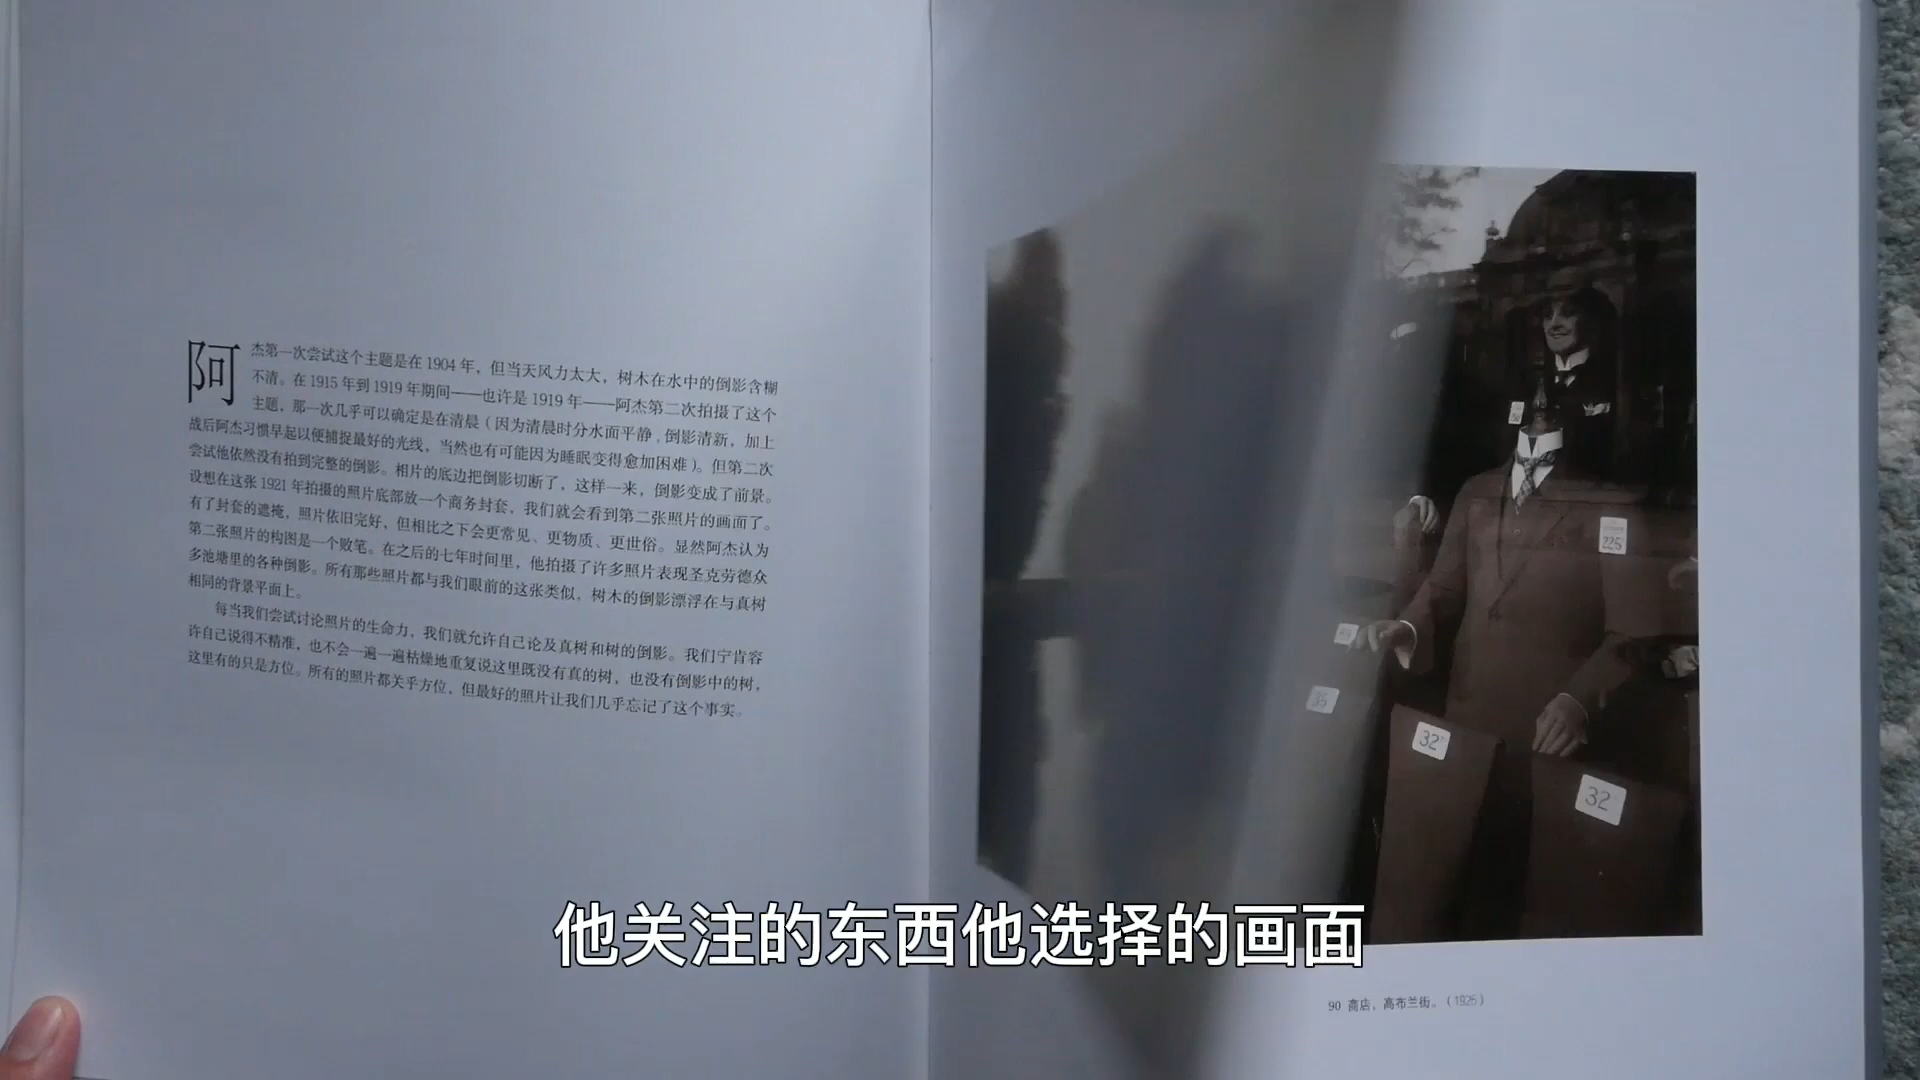 阿
杰第一次尝试这个主题是在 1904 年，但当天风力太大，树木在水中的倒影含糊
不清。在 1915 年到 1919 年期间——也许是 1919 年——阿杰第二次拍摄了这个
主题，那一次几乎可以确定是在清晨（因为清晨时分水面平静，倒影清新，加上
战后阿杰习惯早起以便捕捉最好的光线，当然也有可能因为睡眠变得愈加困难）。但第二次
尝试他依然没有拍到完整的倒影。相片的底边把倒影切断了，这样一来，倒影变成了前景。
设想在这张 1921 年拍摄的照片底部放一个商务封套，我们就会看到第二张照片的画面了。
有了封套的遮掩，照片依旧完好，但相比之下会更常见、更物质、更世俗。显然阿杰认为
第二张照片的构图是一个败笔。在之后的七年时间里，他拍摄了许多照片表现圣克劳德众
多池塘里的各种倒影。所有那些照片都与我们眼前的这张类似，树木的倒影漂浮在与真树
相同的背景平面上。
每当我们尝试讨论照片的生命力，我们就允许自己论及真树和树的倒影。我们宁肯容
许自己说得不精准，也不会一遍一遍枯燥地重复说这里既没有真的树，也没有倒影中的树，
这里有的只是方位。所有的照片都关乎方位，但最好的照片让我们几乎忘记了这个事实。
225
35
32
32
90 商店，高布兰街。（1925）
他关注的东西他选择的画面